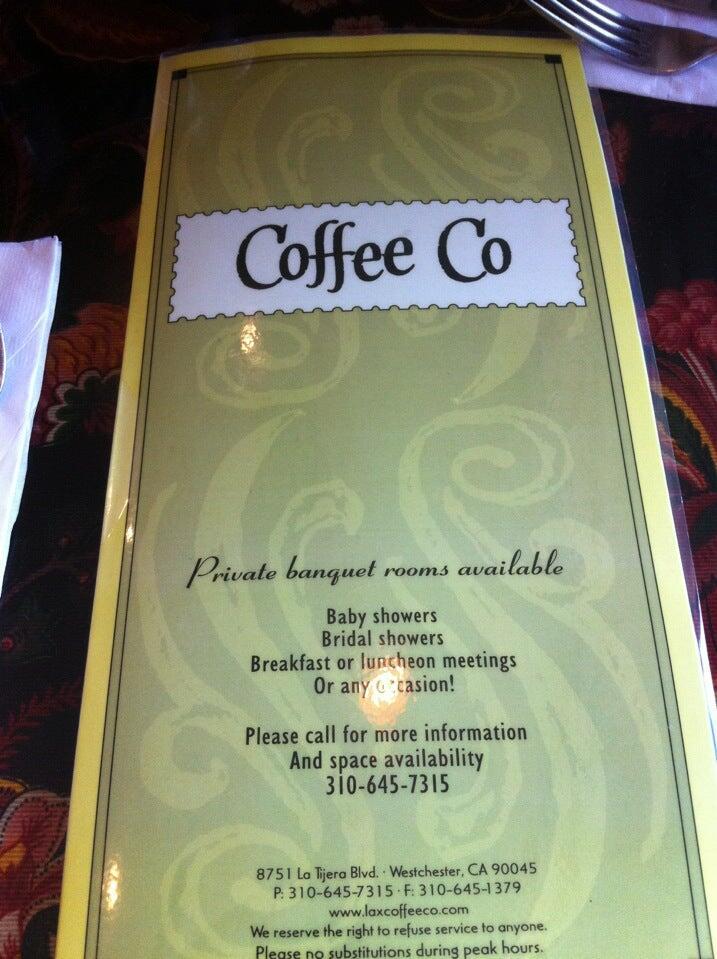 Coffee Co
Private banquet rooms available
Baby showers
Bridal showers
Breakfast or luncheon meetings
Or any occasion!
Please call for more information
And space availability
310-645-7315
8751 La Tijera Blvd. · Westchester, CA 90045
P: 310-645-7315 · F: 310-645-1379
www.laxcoffeeco.com
We reserve the right to refuse service to anyone.
Please no substitutions during peak hours.